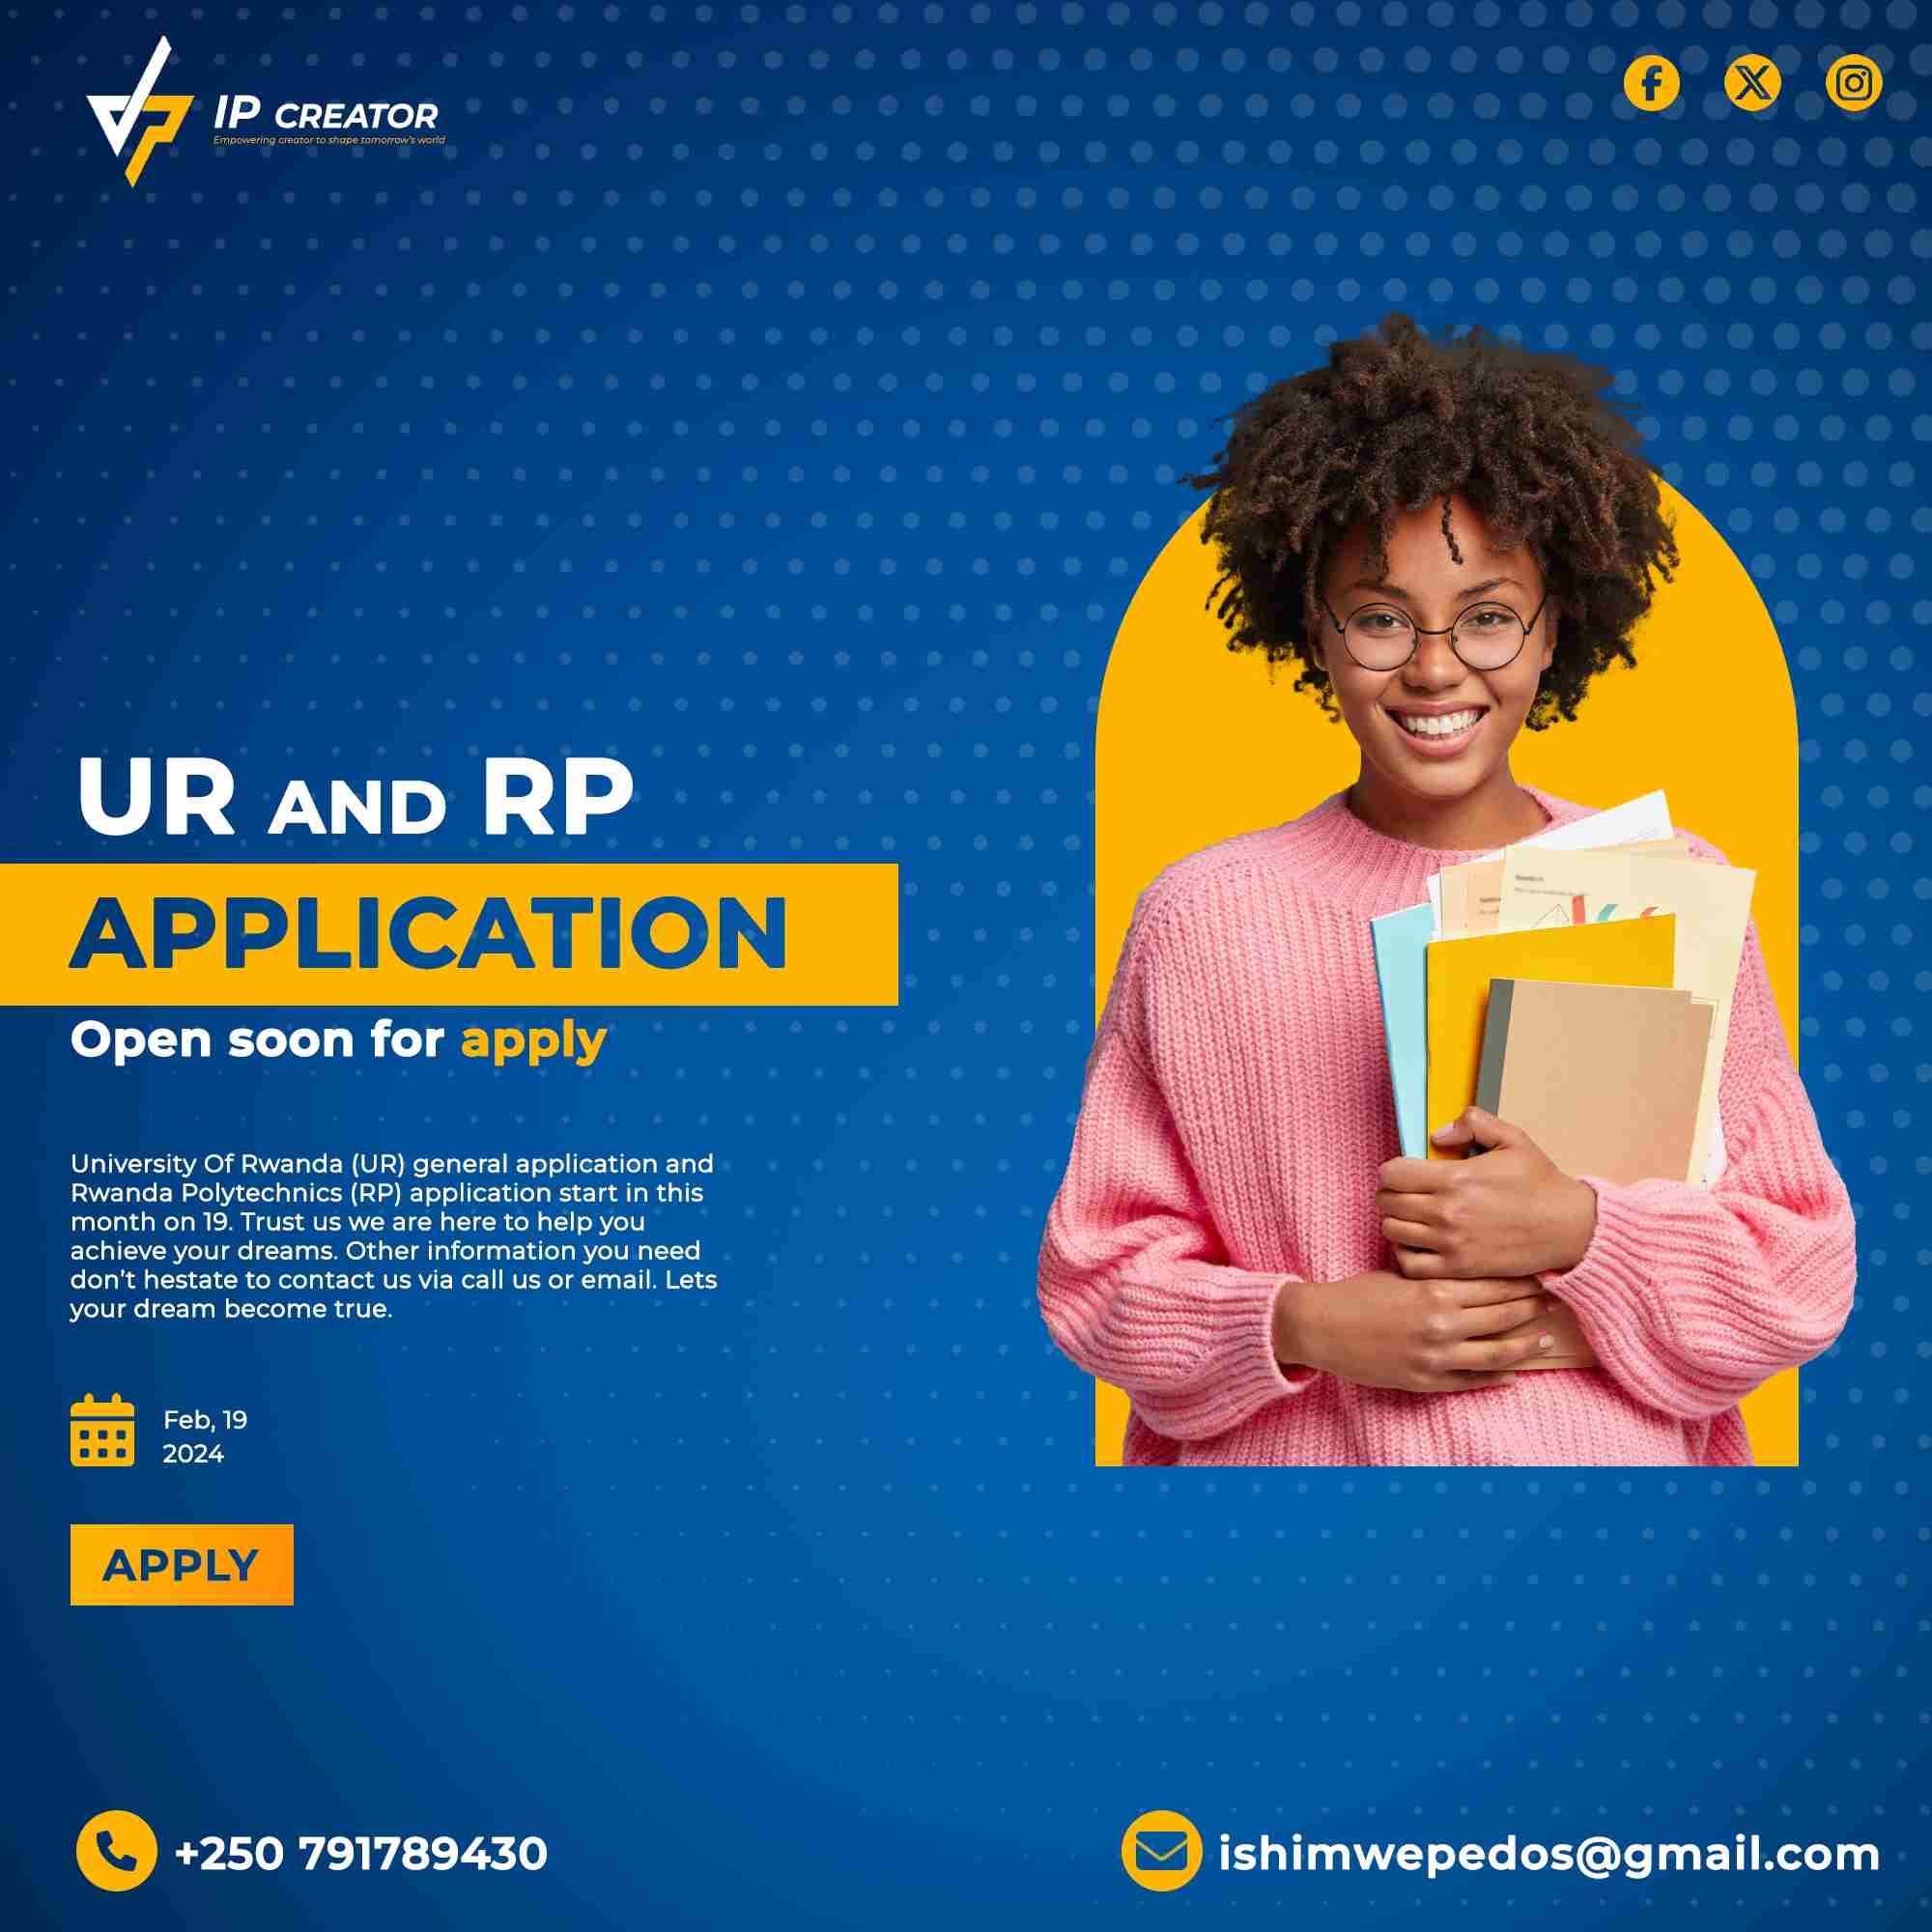 IP CREATOR
Empowering creator to shape tomorrow's world
UR AND RP
APPLICATION
Open soon for apply
University Of Rwanda (UR) general application and
Rwanda Polytechnics (RP) application start in this
month on 19. Trust us we are here to help you
achieve your dreams. Other information you need
don't hestate to contact us via call us or email. Lets
your dream become true.
Feb, 19
2024
APPLY
+250 791789430
ishimwepedos@gmail.com